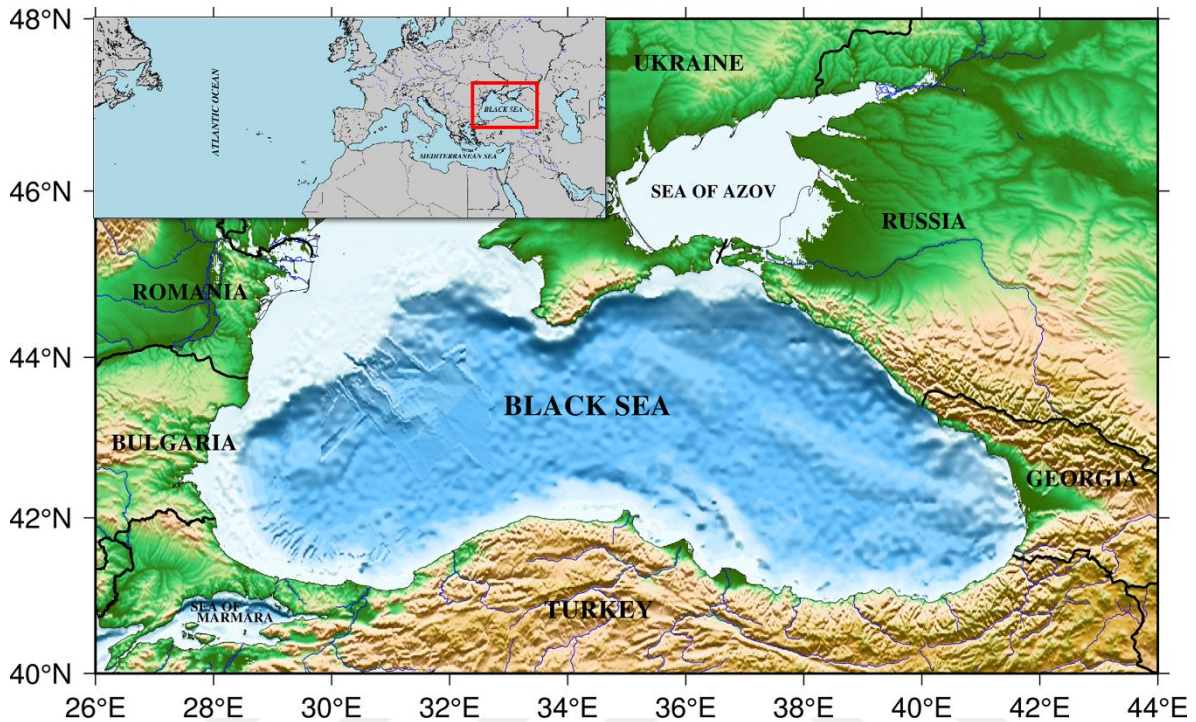 48°N
46°N
44°N
42°N
40°N
26°E 28°E 30°E 32°E 34°E 36°E 38°E 40°E 42°E 44°E
ATLANTIC OCEAN
BLACK SEA
MEDITERRANEAN SEA
UKRAINE
SEA OF AZOV
RUSSIA
ROMANIA
BLACK SEA
BULGARIA
GEORGIA
SEA OF
MARMARA
TURKEY